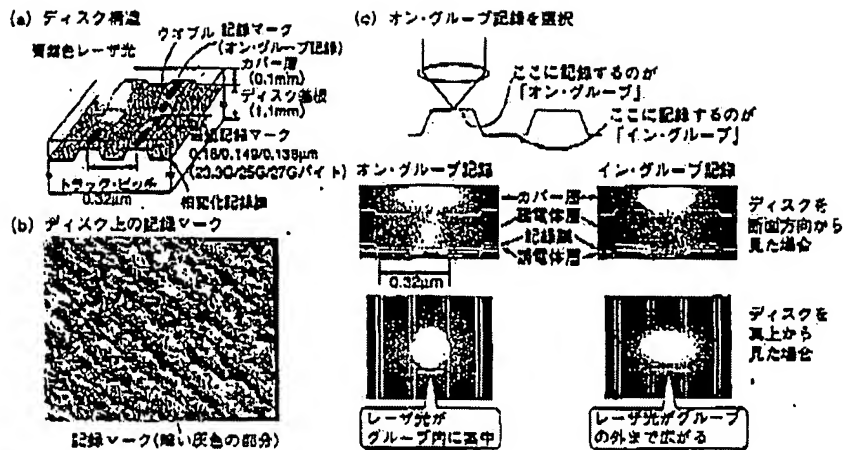 (a) ディスク構造
ウオブル
記録マーク
(オン・グルーブ記録)
青紫色レーザ光
カバー層
(0.1mm)
ディスク基板
(1.1mm)
最短記録マーク
0.16/0.149/0.138μm
(23.3G/25G/27Gバイト)
トラック・ピッチ
0.32μm
相変化記録膜
(b) ディスク上の記録マーク
記録マーク(暗い灰色の部分)
(c) オン・グルーブ記録を選択
ここに記録するのが
「オン・グルーブ」
ここに記録するのが
「イン・グルーブ」
オン・グルーブ記録
イン・グルーブ記録
カバー層
誘電体層
記録膜
誘電体層
0.32μm
ディスクを
断面方向から
見た場合
ディスクを
真上から
見た場合
レーザ光が
グルーブ内に集中
レーザ光がグルーブ
の外まで広がる